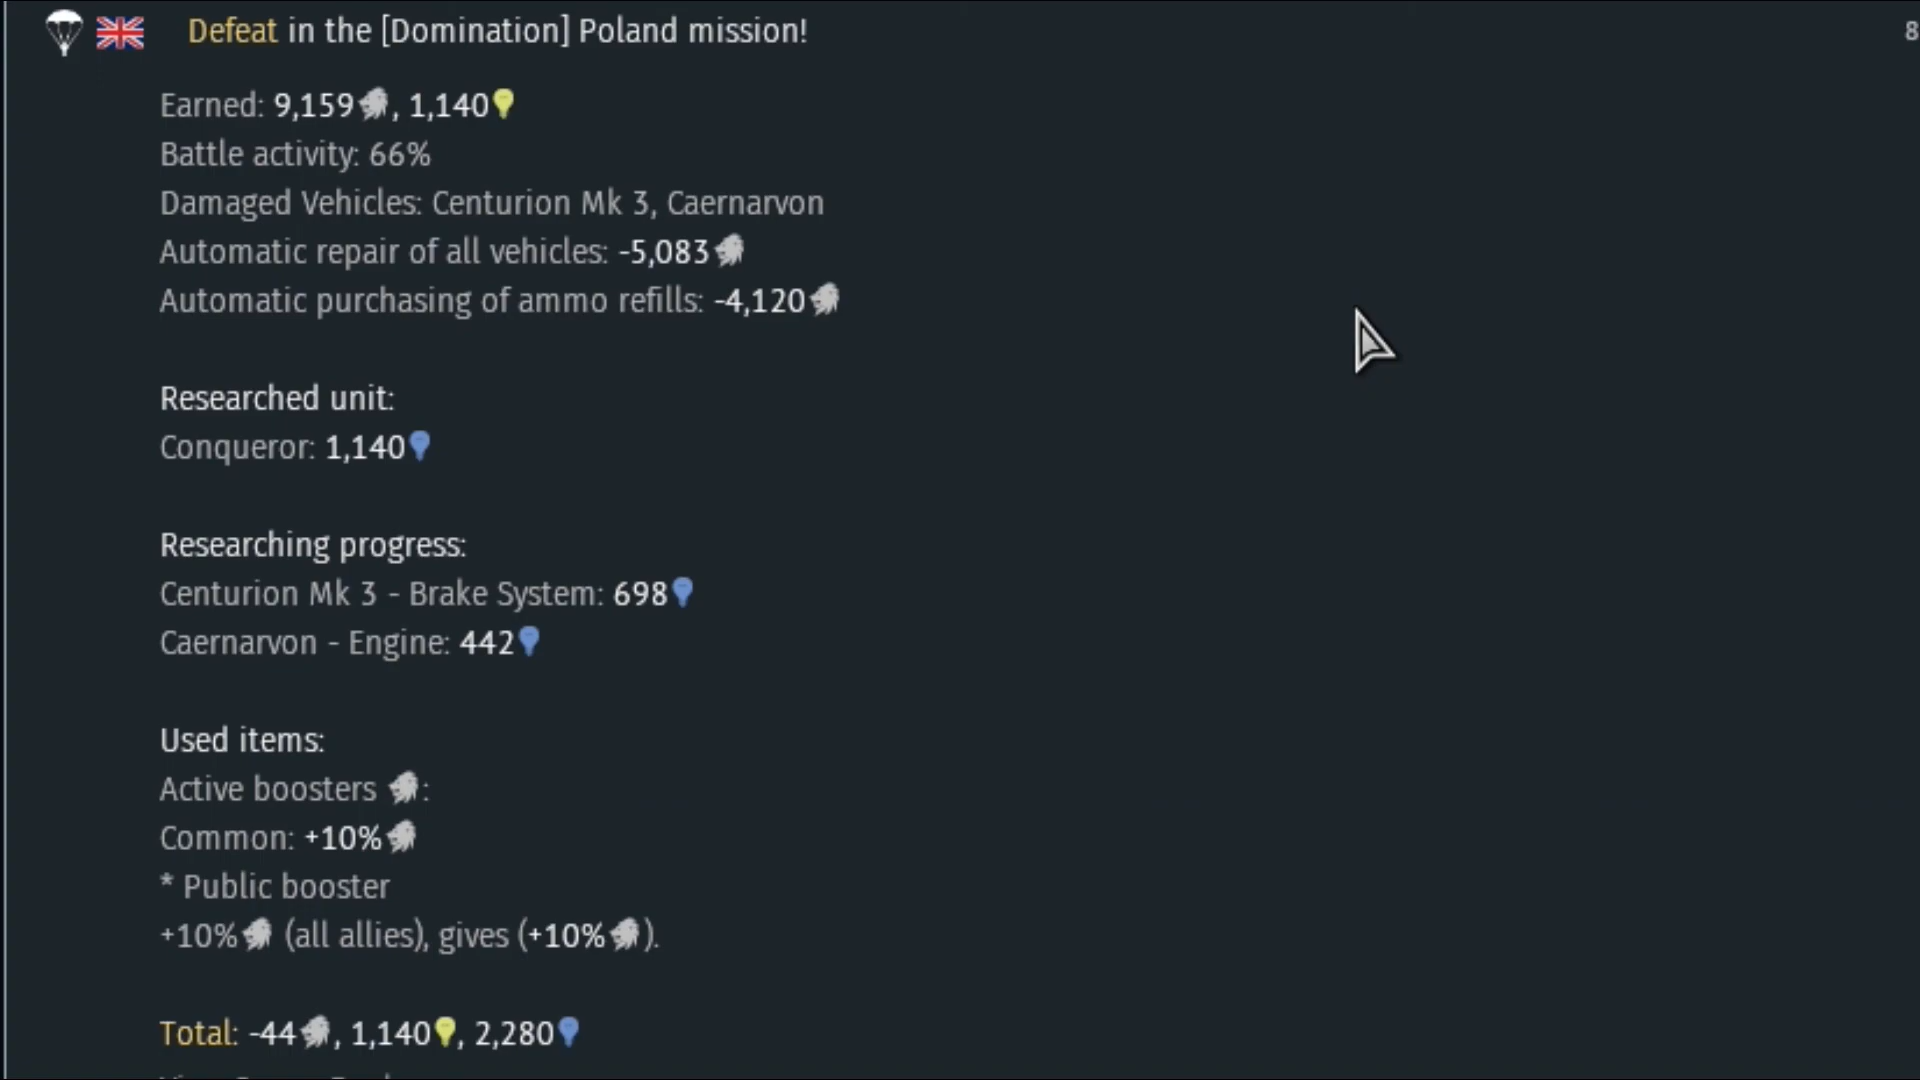 Defeat in the [Domination] Poland mission!
8
Earned: 9,159, 1,140
Battle activity: 66%
Damaged Vehicles: Centurion Mk 3, Caernarvon
Automatic repair of all vehicles: -5,083
Automatic purchasing of ammo refills: -4,120
Researched unit:
Conqueror: 1,140
Researching progress:
Centurion Mk 3 - Brake System: 698
Caernarvon - Engine: 442
Used items:
Active boosters :
Common: +10%
* Public booster
+10% (all allies), gives (+10%).
Total: -44, 1,140, 2,280